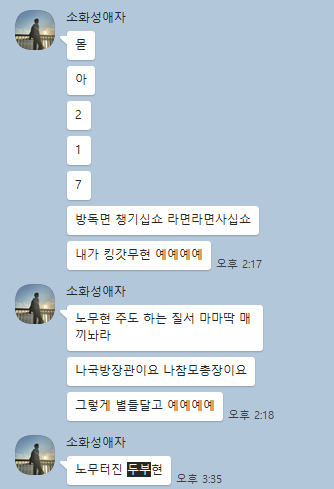 소화성애자
몯
아
2
1
7
방독면 챙기십쇼 라면라면사십쇼
내가 킹갓무현 예예예예
오후 2:17
소화성애자
노무현 주도 하는 질서 마마딱 매
끼놔라
나국방장관이요 나참모총장이요
그렇게 별들달고 예예예예
오후 2:18
소화성애자
노무터진 두부현
오후 3:35